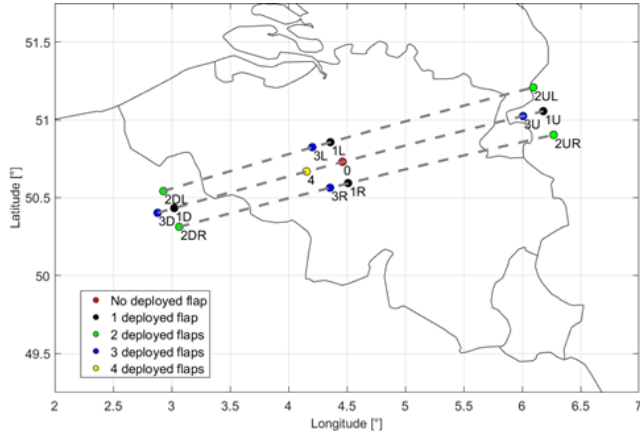 51.5
51
50.5
50
49.5
2
2.5
3
3.5
4
4.5
5
5.5
6
6.5
7
Latitude [°]
Longitude [°]
2UL
1U
3U
2UR
1L
3L
0
4
1R
3R
2DL
1D
3D
2DR
No deployed flap
1 deployed flap
2 deployed flaps
3 deployed flaps
4 deployed flaps